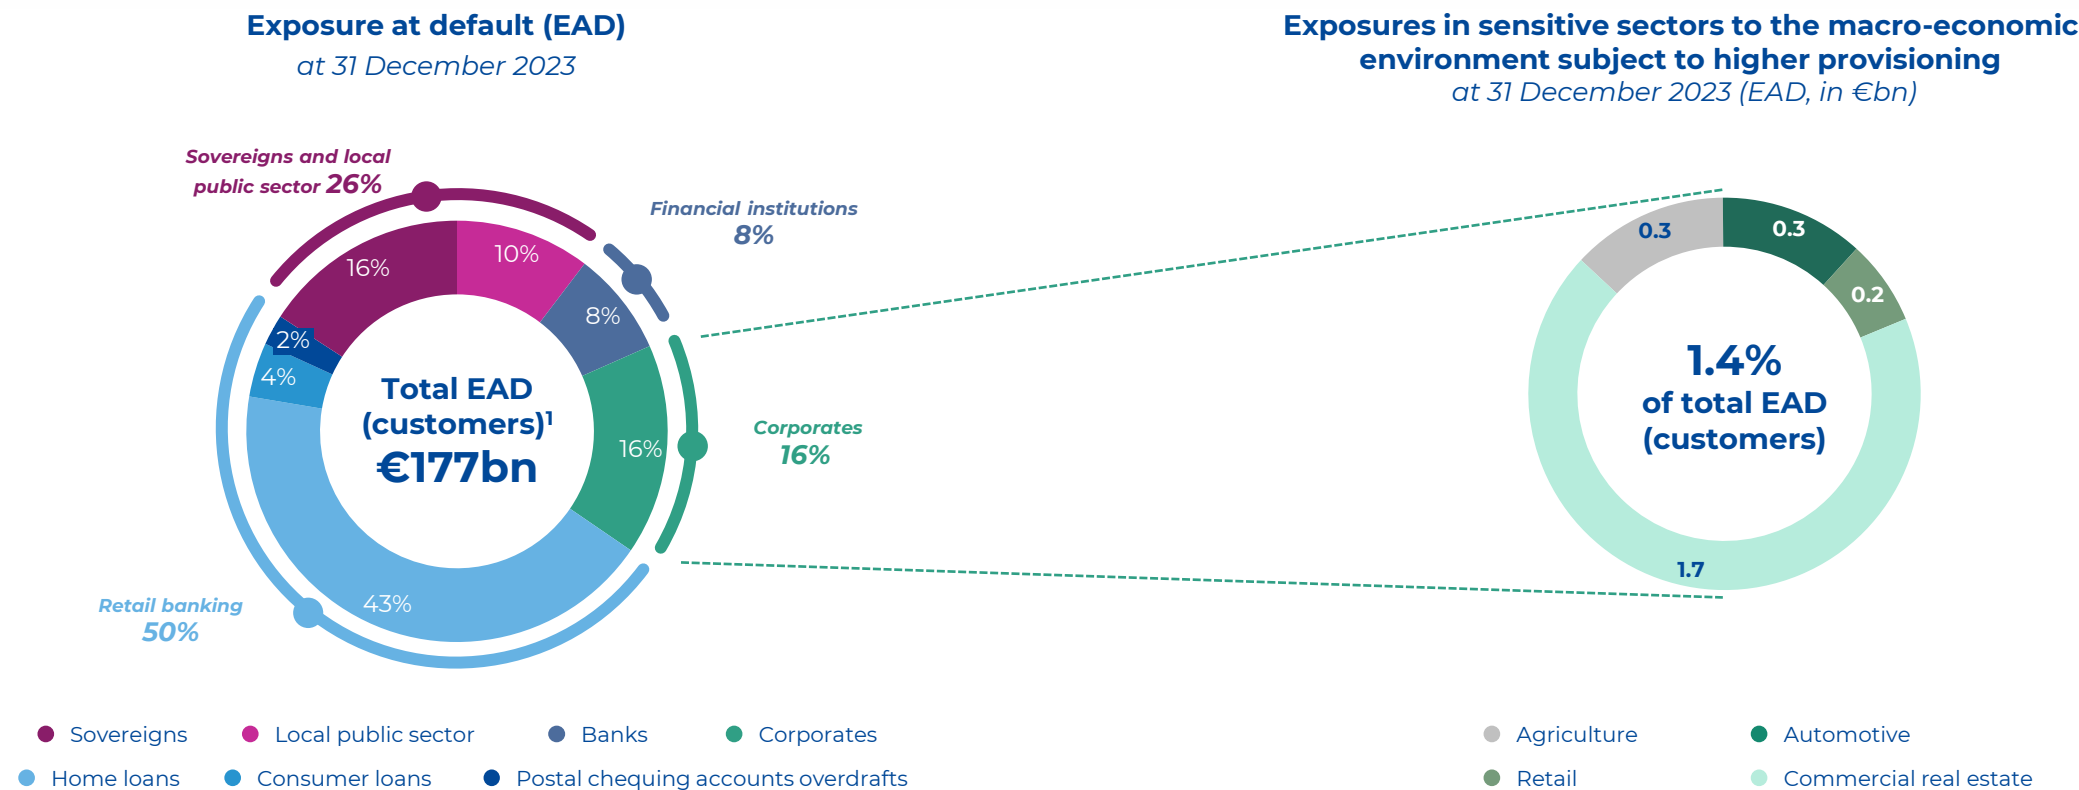 Exposure at default (EAD)
at 31 December 2023
Sovereigns and local
public sector 26%
Financial institutions
8%
16%
10%
8%
2%
4%
16%
43%
Total EAD
(customers)¹
€177bn
Corporates
16%
Retail banking
50%
Sovereigns
Local public sector
Banks
Corporates
Home loans
Consumer loans
Postal chequing accounts overdrafts
Exposures in sensitive sectors to the macro-economic
environment subject to higher provisioning
at 31 December 2023 (EAD, in €bn)
0.3
0.3
0.2
1.4%
of total EAD
(customers)
1.7
Agriculture
Automotive
Retail
Commercial real estate